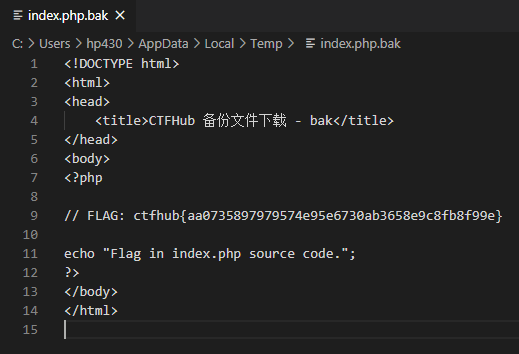 index.php.bak ×
C: > Users > hp430 > AppData > Local > Temp > index.php.bak
1 <!DOCTYPE html>
2 <html>
3 <head>
4 <title>CTFHub 备份文件下载 - bak</title>
5 </head>
6 <body>
7 <?php
8
9 // FLAG: ctfhub{aa0735897979574e95e6730ab3658e9c8fb8f99e}
10
11 echo "Flag in index.php source code.";
12 ?>
13 </body>
14 </html>
15